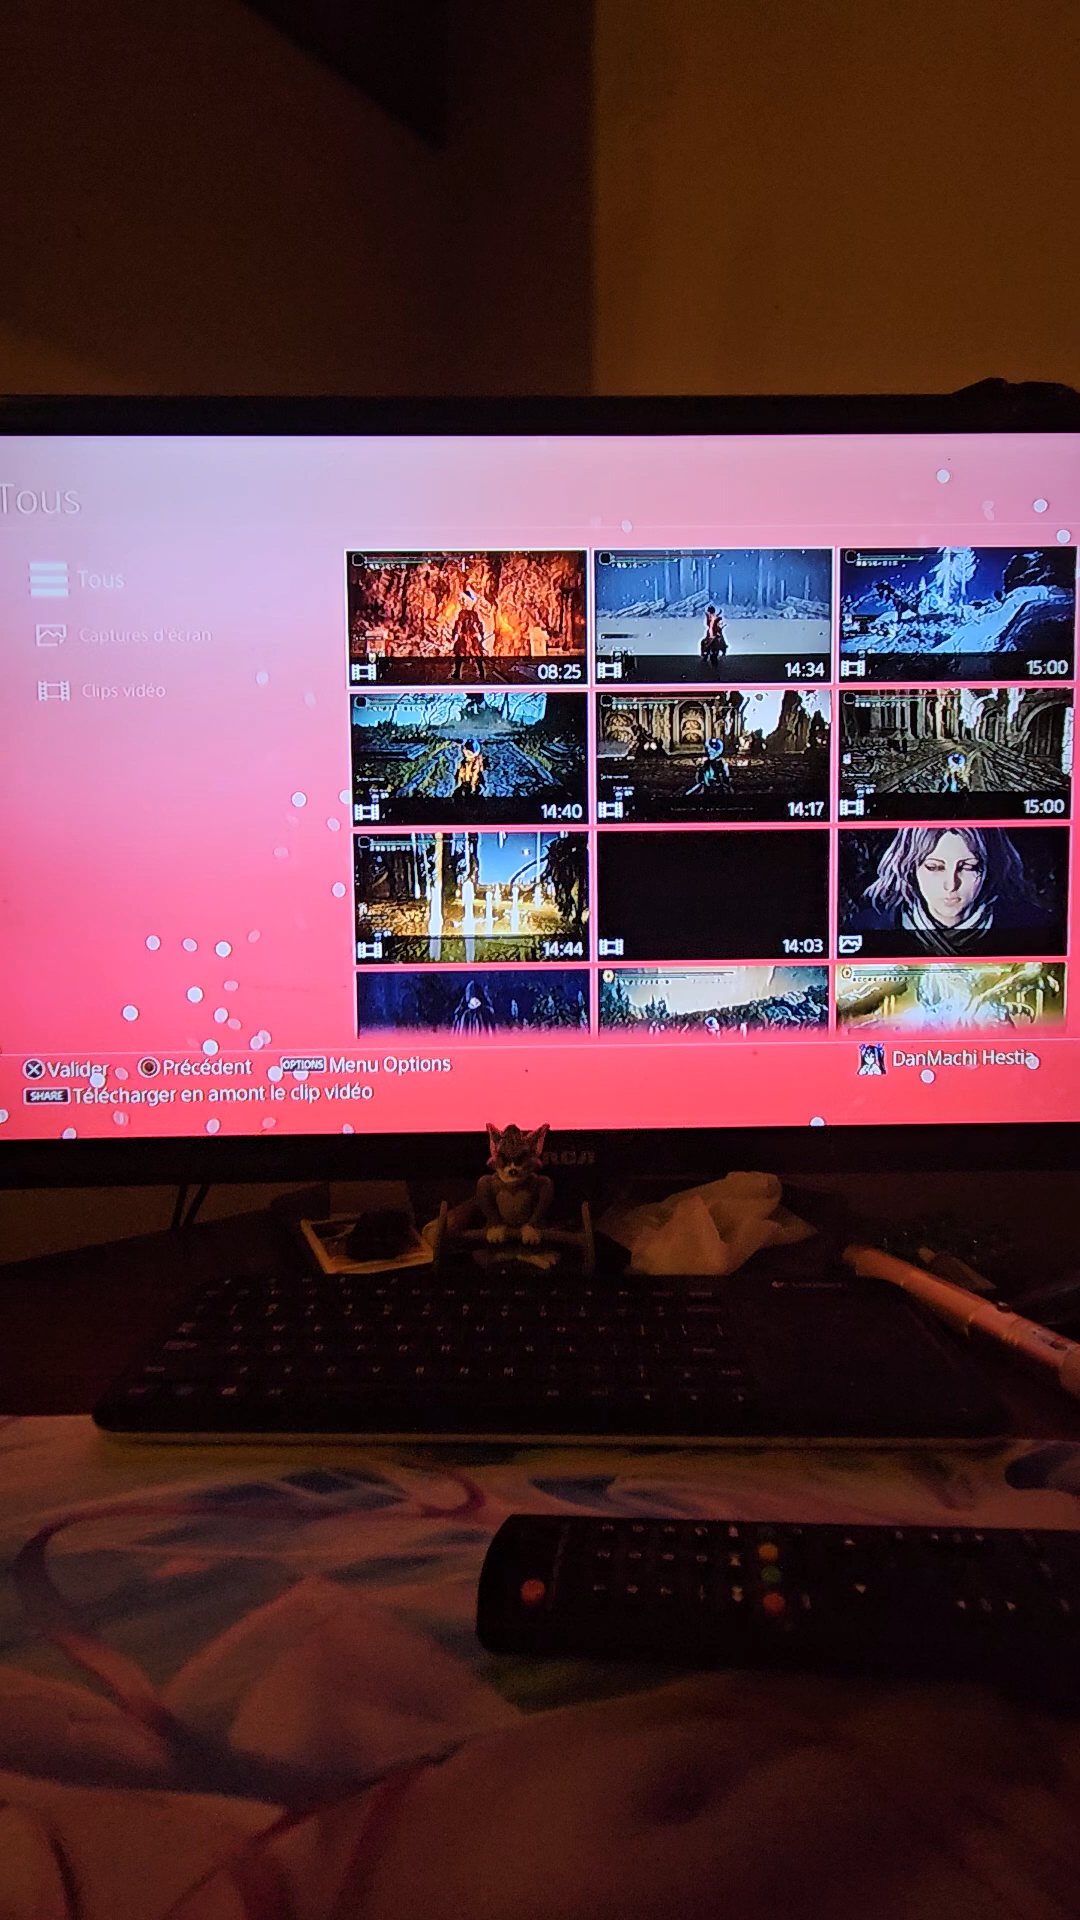 Tous
Tous
Captures d'écran
Clips vidéo
08:25
14:34
15:00
14:40
14:17
15:00
14:44
14:03
Valider
Précédent
OPTIONS Menu Options
DanMachi Hestia
SHARE Télécharger en amont le clip vidéo
RCA